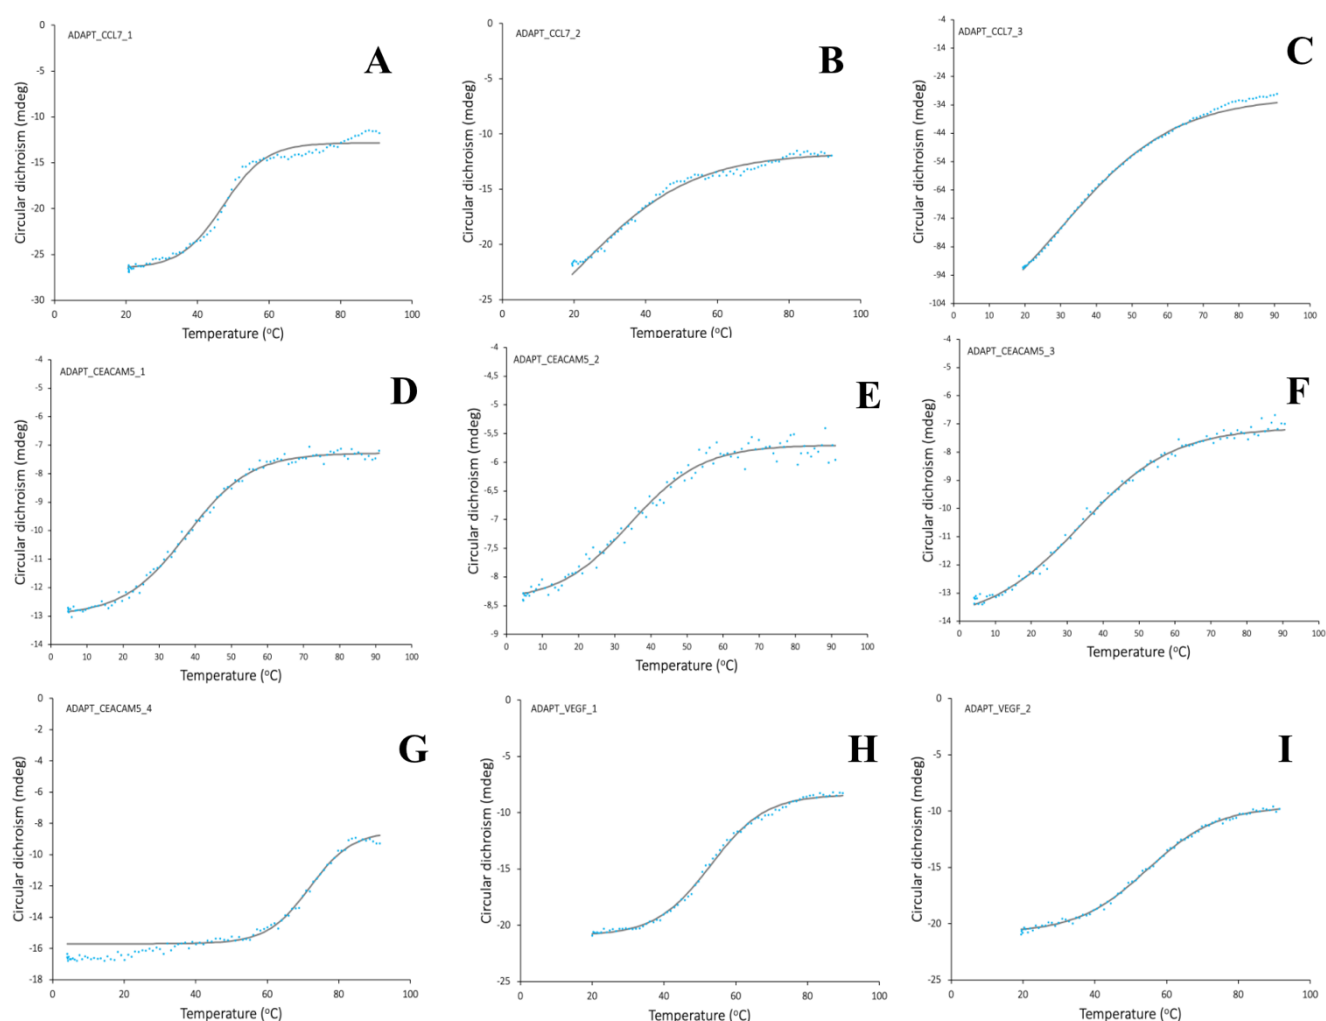 ADAPT_CCL7_1
A
Circular dichroism (mdeg)
0
-5
-10
-15
-20
-25
-30
0 20 40 60 80 100
Temperature (°C)
ADAPT_CCL7_2
B
Circular dichroism (mdeg)
0
-5
-10
-15
-20
-25
0 20 40 60 80 100
Temperature (°C)
ADAPT_CCL7_3
C
Circular dichroism (mdeg)
-4
-14
-24
-34
-44
-54
-64
-74
-84
-94
-104
0 10 20 30 40 50 60 70 80 90 100
Temperature (°C)
ADAPT_CEACAM5_1
D
Circular dichroism (mdeg)
-4
-5
-6
-7
-8
-9
-10
-11
-12
-13
-14
0 10 20 30 40 50 60 70 80 90 100
Temperature (°C)
ADAPT_CEACAM5_2
E
Circular dichroism (mdeg)
-4
-4,5
-5
-5,5
-6
-6,5
-7
-7,5
-8
-8,5
-9
0 10 20 30 40 50 60 70 80 90 100
Temperature (°C)
ADAPT_CEACAM5_3
F
Circular dichroism (mdeg)
-4
-5
-6
-7
-8
-9
-10
-11
-12
-13
-14
0 10 20 30 40 50 60 70 80 90 100
Temperature (°C)
ADAPT_CEACAM5_4
G
Circular dichroism (mdeg)
0
-2
-4
-6
-8
-10
-12
-14
-16
-18
0 20 40 60 80 100
Temperature (°C)
ADAPT_VEGF_1
H
Circular dichroism (mdeg)
0
-5
-10
-15
-20
-25
0 20 40 60 80 100
Temperature (°C)
ADAPT_VEGF_2
I
Circular dichroism (mdeg)
0
-5
-10
-15
-20
-25
0 20 40 60 80 100
Temperature (°C)